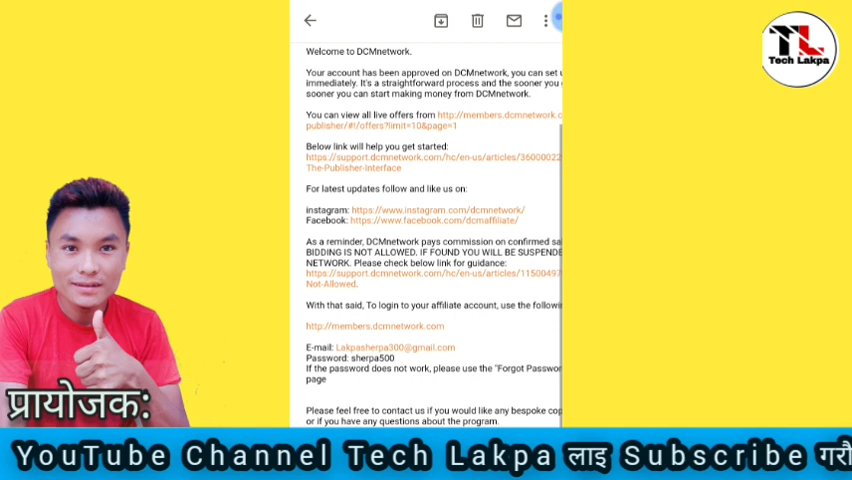 TL
Tech Lakpa
Welcome to DCMnetwork.
Your account has been approved on DCMnetwork, you can set u
immediately. It's a straightforward process and the sooner you
sooner you can start making money from DCMnetwork.
You can view all live offers from http://members.dcmnetwork.c
publisher/#!/offers?limit=10&page=1
Below link will help you get started:
https://support.dcmnetwork.com/hc/en-us/articles/36000022
The-Publisher-Interface
For latest updates follow and like us on:
instagram: https://www.instagram.com/dcmnetwork/
Facebook: https://www.facebook.com/dcmaffiliate/
As a reminder, DCMnetwork pays commission on confirmed sal
BIDDING IS NOT ALLOWED. IF FOUND YOU WILL BE SUSPENDE
NETWORK. Please check below link for guidance:
https://support.dcmnetwork.com/hc/en-us/articles/11500497
Not-Allowed.
With that said, To login to your affiliate account, use the followin
http://members.dcmnetwork.com
E-mail: Lakpasherpa300@gmail.com
Password: sherpa500
If the password does not work, please use the "Forgot Passwor
page
Please feel free to contact us if you would like any bespoke cop
or if you have any questions about the program.
प्रायोजक:
YouTube Channel Tech Lakpa लाइ Subscribe गरौ